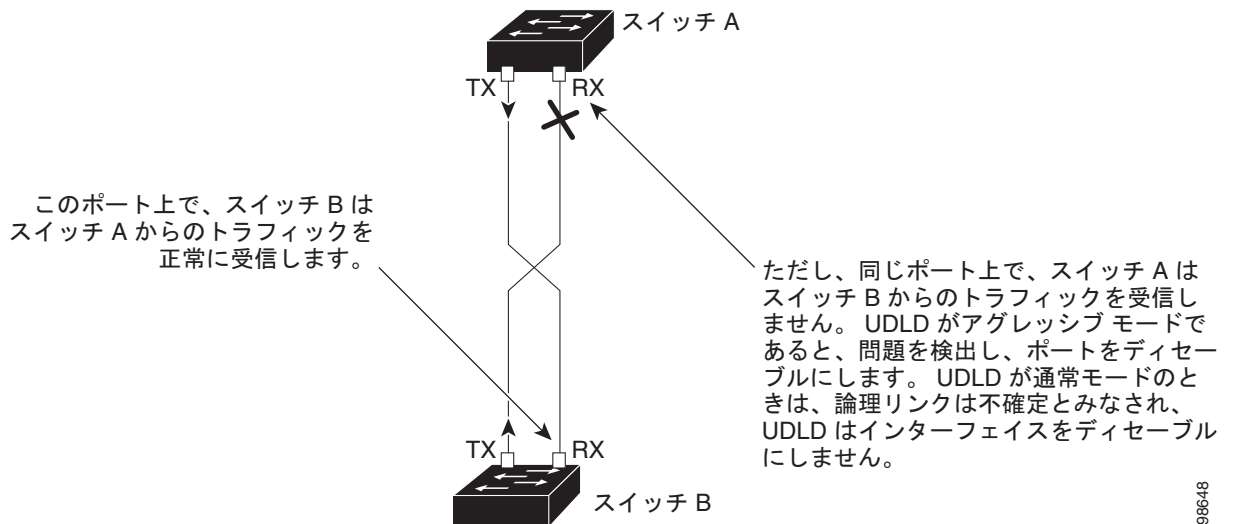 スイッチ A
TX
RX
このポート上で、スイッチ B は
スイッチ A からのトラフィックを
正常に受信します。
ただし、同じポート上で、スイッチ A は
スイッチ B からのトラフィックを受信し
ません。 UDLD がアグレッシブ モードで
あると、問題を検出し、ポートをディセー
ブルにします。 UDLD が通常モードのと
きは、論理リンクは不確定とみなされ、
UDLD はインターフェイスをディセーブル
にしません。
TX
RX
スイッチ B
98648